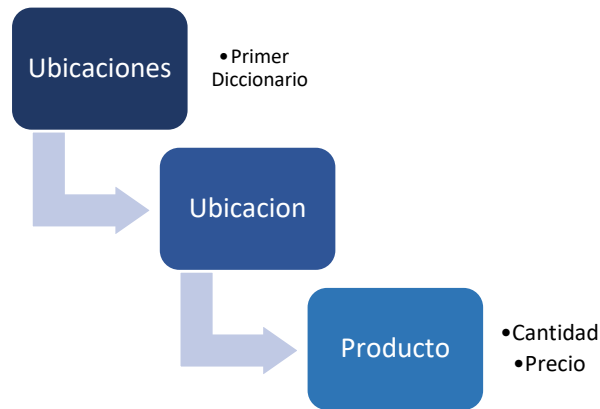 Ubicaciones
•Primer
Diccionario
Ubicacion
Producto
•Cantidad
•Precio